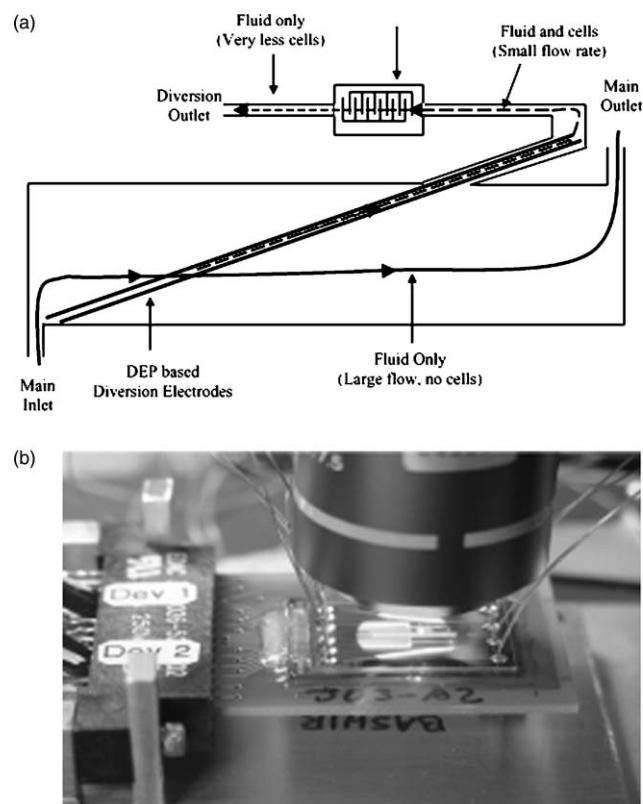 (a)
Fluid only
(Very less cells)
Fluid and cells
(Small flow rate)
Main
Outlet
Diversion
Outlet
DEP based
Diversion Electrodes
Fluid Only
(Large flow, no cells)
Main
Inlet
(b)
Dev 1
Dev 2
BASHIR